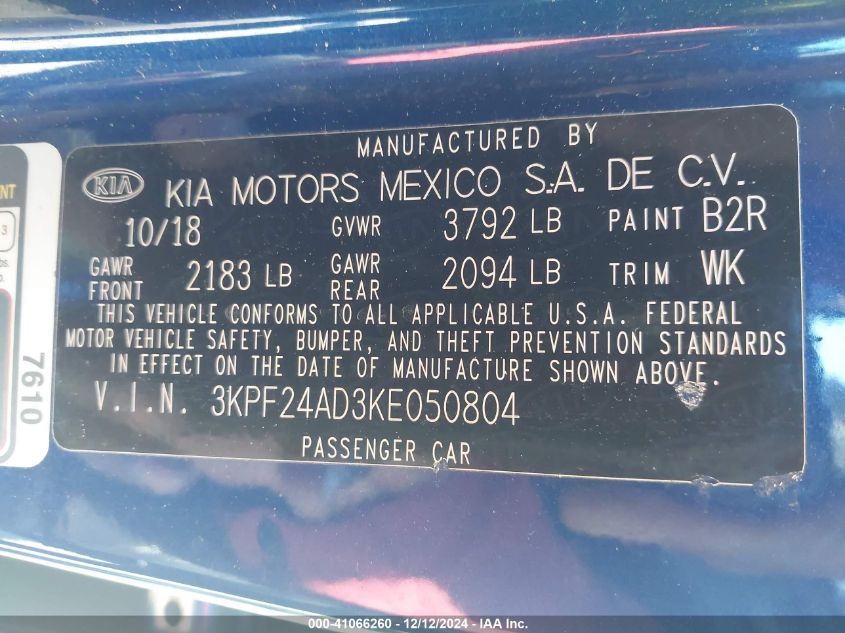 MANUFACTURED BY
KIA KIA MOTORS MEXICO S.A. DE C.V.
10/18 GVWR 3792 LB PAINT B2R
GAWR FRONT 2183 LB GAWR REAR 2094 LB TRIM WK
THIS VEHICLE CONFORMS TO ALL APPLICABLE U.S.A. FEDERAL
MOTOR VEHICLE SAFETY, BUMPER, AND THEFT PREVENTION STANDARDS
IN EFFECT ON THE DATE OF MANUFACTURE SHOWN ABOVE.
V.I.N. 3KPF24AD3KE050804
PASSENGER CAR
3
7610
000-41066260 - 12/12/2024 - IAA Inc.